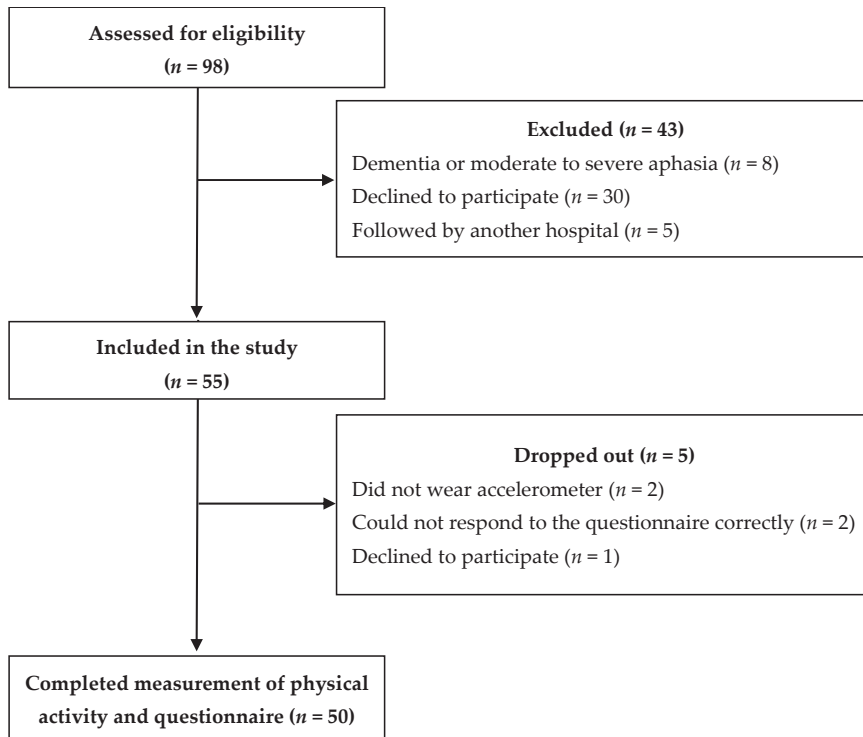 Assessed for eligibility
(n = 98)
Excluded (n = 43)
Dementia or moderate to severe aphasia (n = 8)
Declined to participate (n = 30)
Followed by another hospital (n = 5)
Included in the study
(n = 55)
Dropped out (n = 5)
Did not wear accelerometer (n = 2)
Could not respond to the questionnaire correctly (n = 2)
Declined to participate (n = 1)
Completed measurement of physical
activity and questionnaire (n = 50)